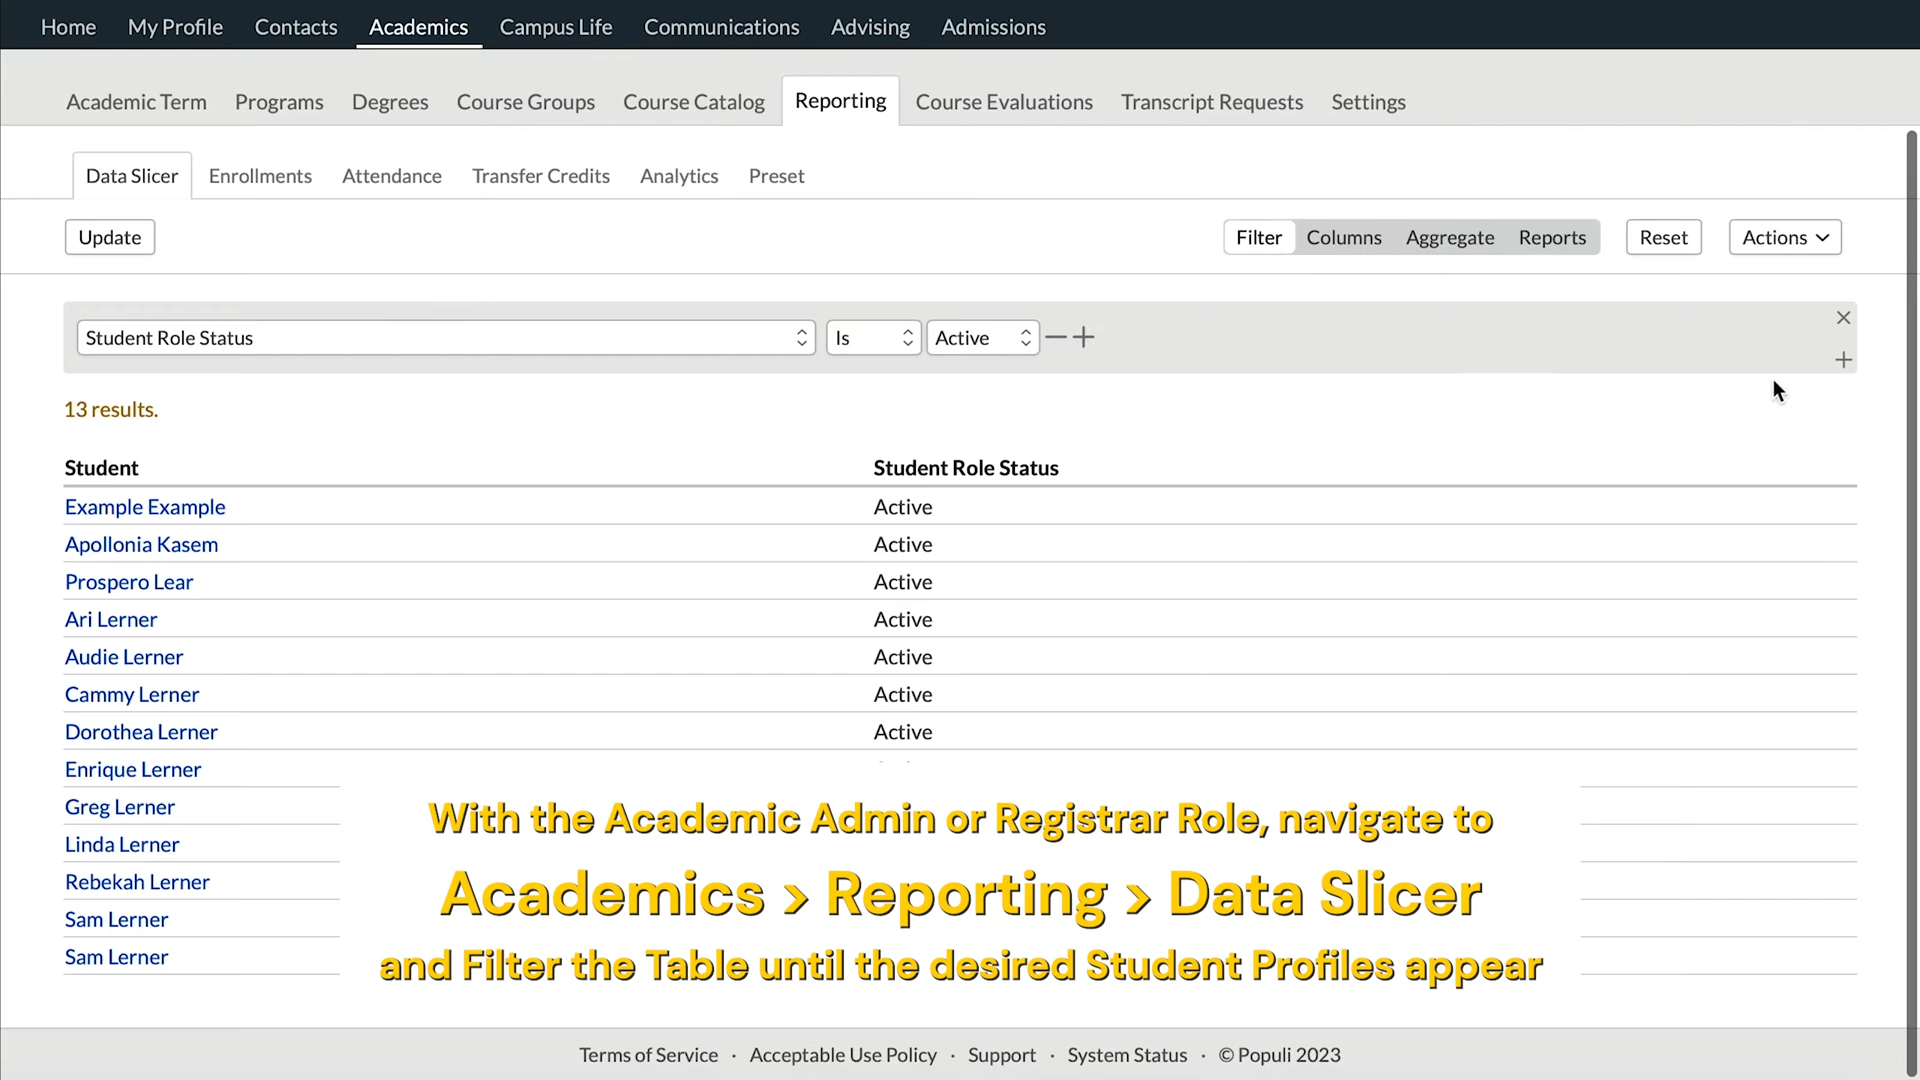 Home My Profile Contacts Academics Campus Life Communications Advising Admissions
Academic Term Programs Degrees Course Groups Course Catalog Reporting Course Evaluations Transcript Requests Settings
Data Slicer Enrollments Attendance Transfer Credits Analytics Preset
Update Filter Columns Aggregate Reports Reset Actions
Student Role Status Is Active
13 results.
Student Student Role Status
Example Example Active
Apollonia Kasem Active
Prospero Lear Active
Ari Lerner Active
Audie Lerner Active
Cammy Lerner Active
Dorothea Lerner Active
Enrique Lerner
Greg Lerner
Linda Lerner
Rebekah Lerner
Sam Lerner
Sam Lerner
With the Academic Admin or Registrar Role, navigate to
Academics > Reporting > Data Slicer
and Filter the Table until the desired Student Profiles appear
Terms of Service · Acceptable Use Policy · Support · System Status · © Populi 2023